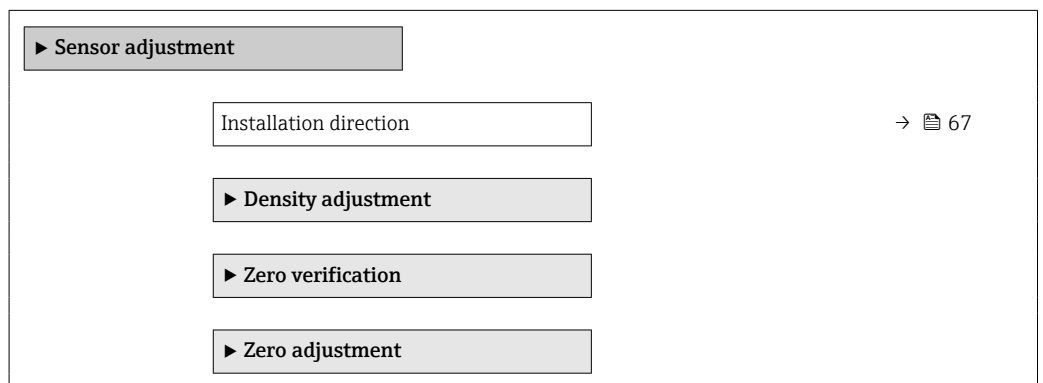 ▶ Sensor adjustment
Installation direction → 67
▶ Density adjustment
▶ Zero verification
▶ Zero adjustment